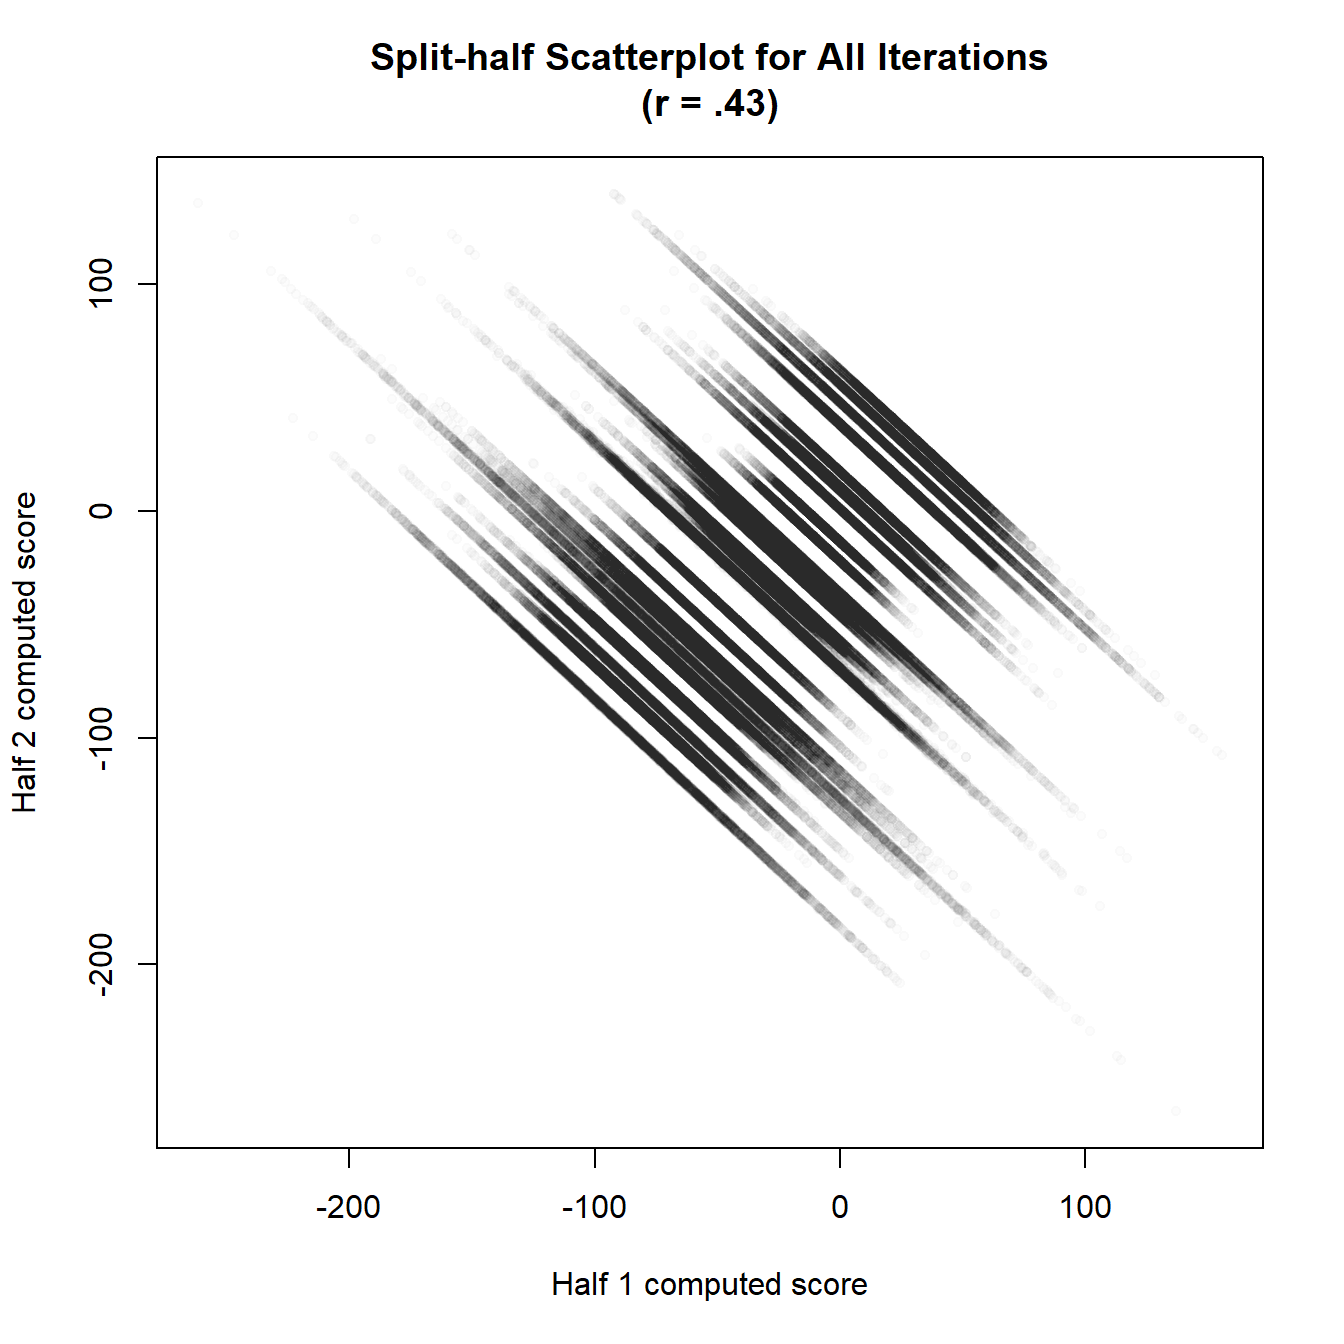 Split-half Scatterplot for All Iterations
(r = .43)
100
0
-100
-200
Half 2 computed score
-200 -100 0 100
Half 1 computed score